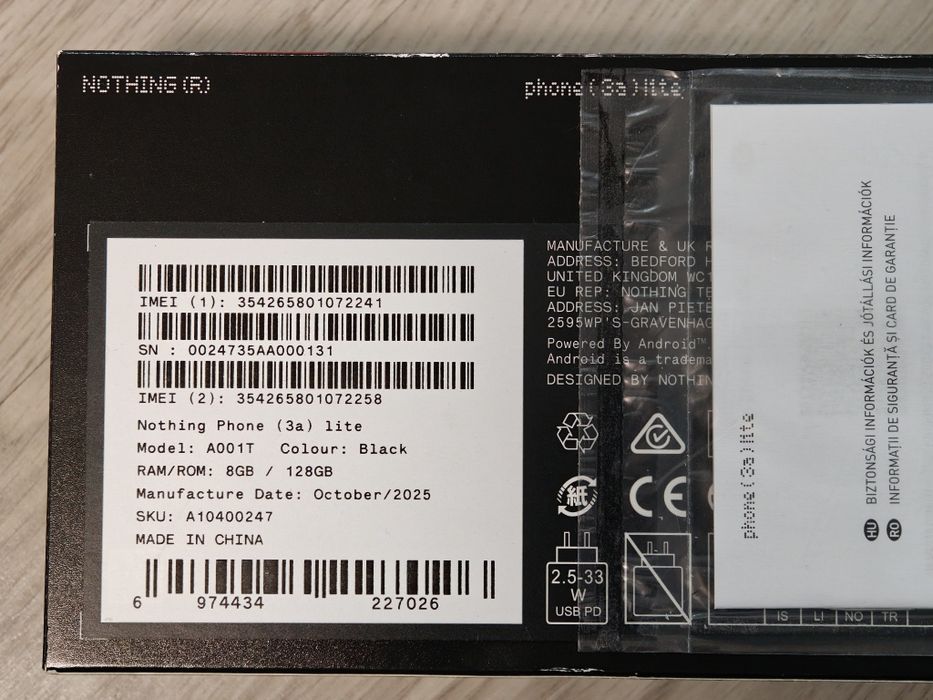 NOTHING (R)
phone (3a) lite
IMEI (1): 354265801072241
SN : 0024735AA000131
IMEI (2): 354265801072258
Nothing Phone (3a) lite
Model: A001T Colour: Black
RAM/ROM: 8GB / 128GB
Manufacture Date: October/2025
SKU: A10400247
MADE IN CHINA
6 974434 227026
MANUFACTURE & UK
ADDRESS: BEDFORD
UNITED KINGDOM
EU REP: NOTHING
ADDRESS: JAN PIETE
2595WP'S-GRAVENHAG
Powered By Android™.
Android is a
DESIGNED BY NOTHIN
紙
CE
2.5-33
W
USB PD
IS LI NO TR
phone (3a) lite
HU BIZTONSÁGI INFORMÁCIÓK ÉS JÓTÁLLÁSI INFORMÁCIÓK
RO INFORMAȚII DE SIGURANȚĂ ȘI CARD DE GARANȚIE